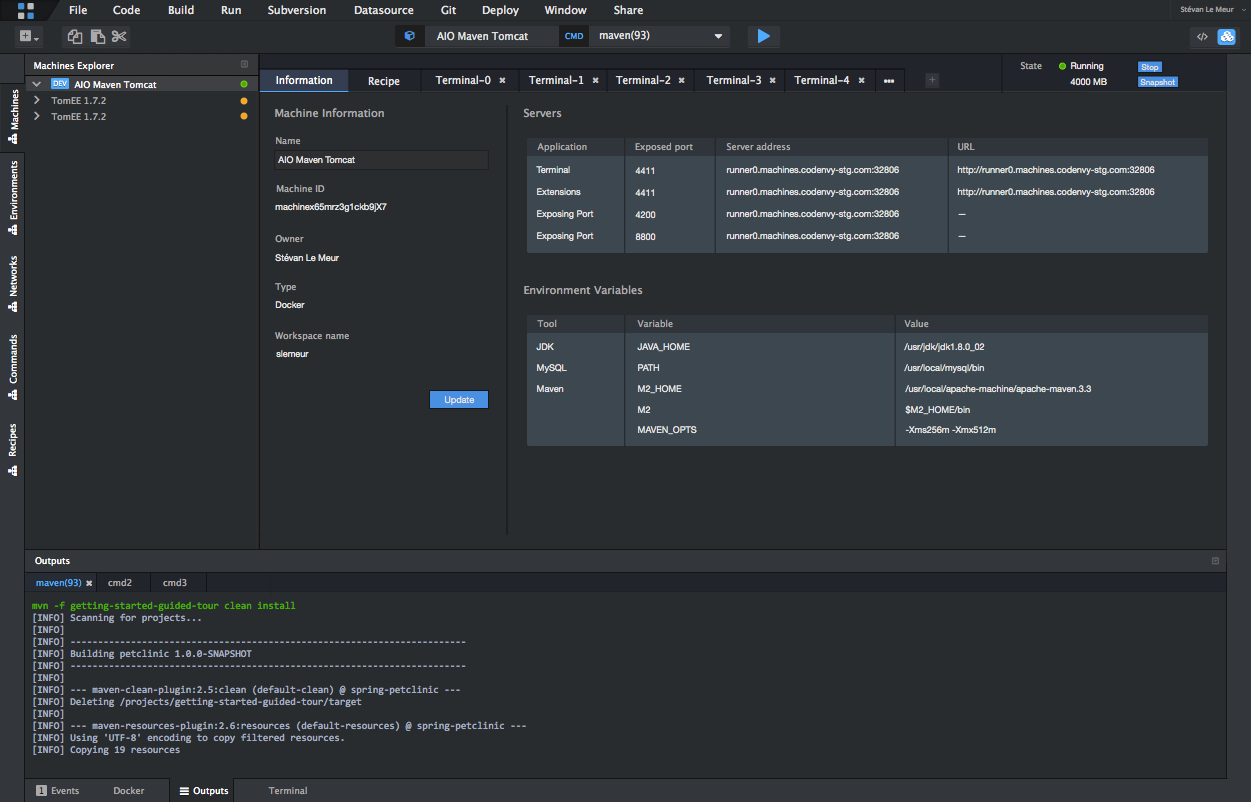 File Code Build Run Subversion Datasource Git Deploy Window Share Stévan Le Meur
AIO Maven Tomcat CMD maven(93)
Machines Explorer
DEV AIO Maven Tomcat
TomEE 1.7.2
TomEE 1.7.2
Machines
Environments
Networks
Commands
Recipes
Information Recipe Terminal-0 Terminal-1 Terminal-2 Terminal-3 Terminal-4
State Running Stop
4000 MB Snapshot
Machine Information
Name
AIO Maven Tomcat
Machine ID
machinex65mrz3g1ckb9jX7
Owner
Stévan Le Meur
Type
Docker
Workspace name
slemeur
Update
Servers
Application Exposed port Server address URL
Terminal 4411 runner0.machines.codenvy-stg.com:32806 http://runner0.machines.codenvy-stg.com:32806
Extensions 4411 runner0.machines.codenvy-stg.com:32806 http://runner0.machines.codenvy-stg.com:32806
Exposing Port 4200 runner0.machines.codenvy-stg.com:32806 —
Exposing Port 8800 runner0.machines.codenvy-stg.com:32806 —
Environment Variables
Tool Variable Value
JDK JAVA_HOME /usr/jdk/jdk1.8.0_02
MySQL PATH /usr/local/mysql/bin
Maven M2_HOME /usr/local/apache-machine/apache-maven.3.3
M2 $M2_HOME/bin
MAVEN_OPTS -Xms256m -Xmx512m
Outputs
maven(93) cmd2 cmd3
mvn -f getting-started-guided-tour clean install
[INFO] Scanning for projects...
[INFO]
[INFO] ------------------------------------------------------------------------
[INFO] Building petclinic 1.0.0-SNAPSHOT
[INFO] ------------------------------------------------------------------------
[INFO]
[INFO] --- maven-clean-plugin:2.5:clean (default-clean) @ spring-petclinic ---
[INFO] Deleting /projects/getting-started-guided-tour/target
[INFO]
[INFO] --- maven-resources-plugin:2.6:resources (default-resources) @ spring-petclinic ---
[INFO] Using 'UTF-8' encoding to copy filtered resources.
[INFO] Copying 19 resources
1 Events Docker Outputs Terminal